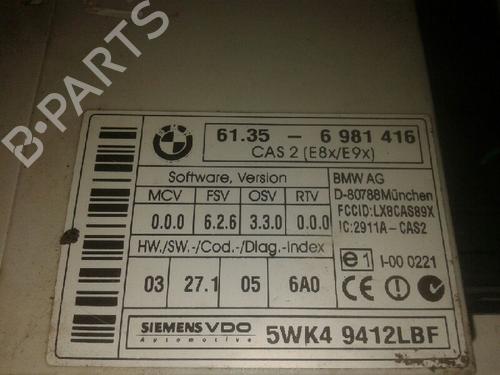 B-PARTS
BMW
61.35 - 6 981 416
CAS 2 (E8x/E9x)
Software, Version
MCV FSV OSV RTV
0.0.0 6.2.6 3.3.0 0.0.0
HW./SW.-/Cod.-/Diag.-index
03 27.1 05 6A0
BMW AG
D-80788München
FCCID:LX8CAS89X
IC:2911A-CAS2
e1 I-00 0221
CE N
SIEMENS VDO
Automotive
5WK4 9412LBF